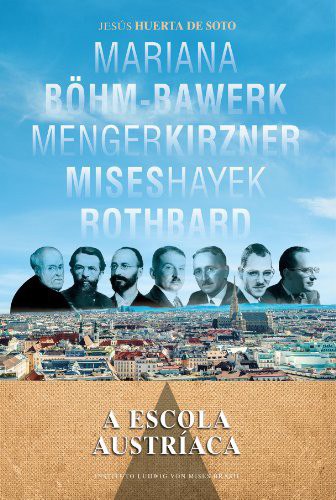 JESÚS HUERTA DE SOTO
MARIANA
BÖHM-BAWERK
MENGERKIRZNER
MISESHAYEK
ROTHBARD
A ESCOLA
AUSTRÍACA
INSTITUTO LUDWIG VON MISES BRASIL